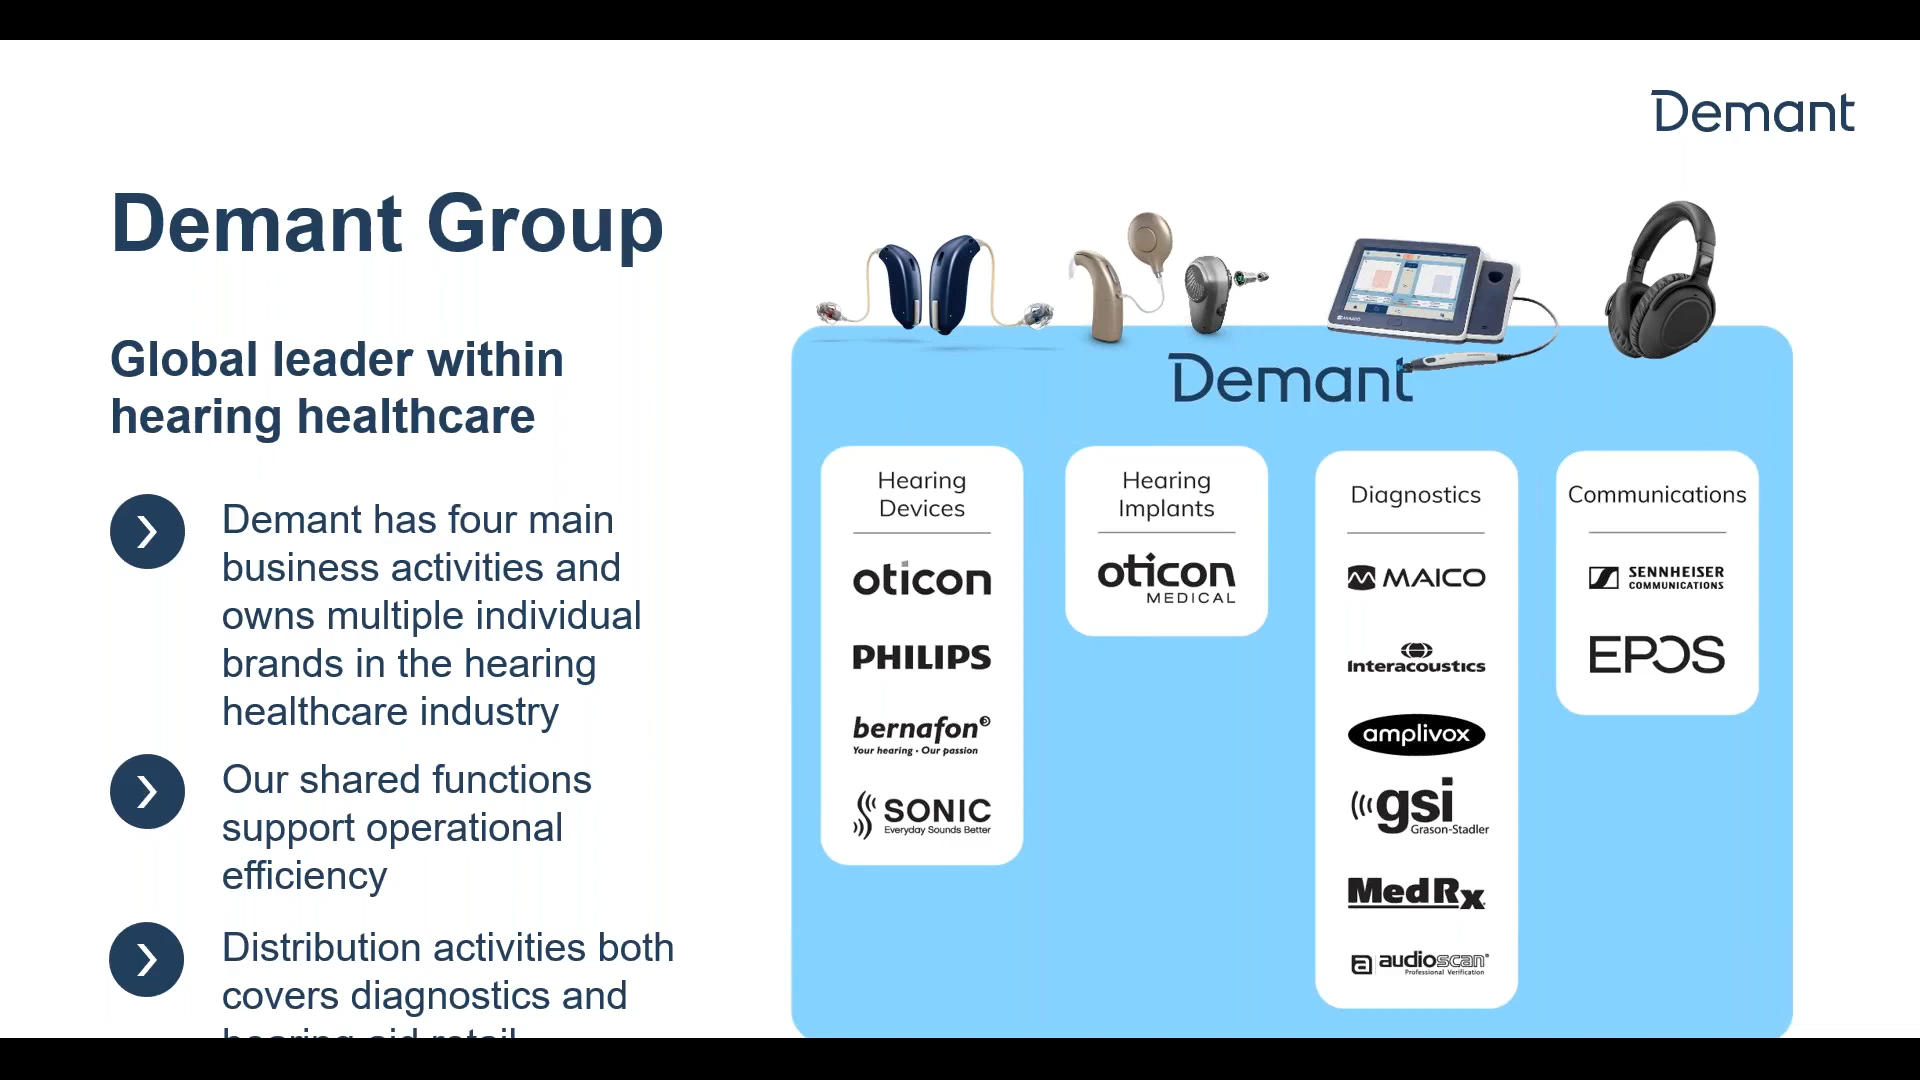 Demant
Demant Group
Global leader within
hearing healthcare
Demant has four main
business activities and
owns multiple individual
brands in the hearing
healthcare industry
Our shared functions
support operational
efficiency
Distribution activities both
covers diagnostics and
hearing aid retail
Demant
Hearing
Devices
oticon
PHILIPS
bernafon
Your hearing • Our passion
SONIC
Everyday Sounds Better
Hearing
Implants
oticon
MEDICAL
Diagnostics
MAICO
Interacoustics
amplivox
gsi
Grason-Stadler
MedRx
audioscan®
Professional Verification
Communications
SENNHEISER
COMMUNICATIONS
EPOS